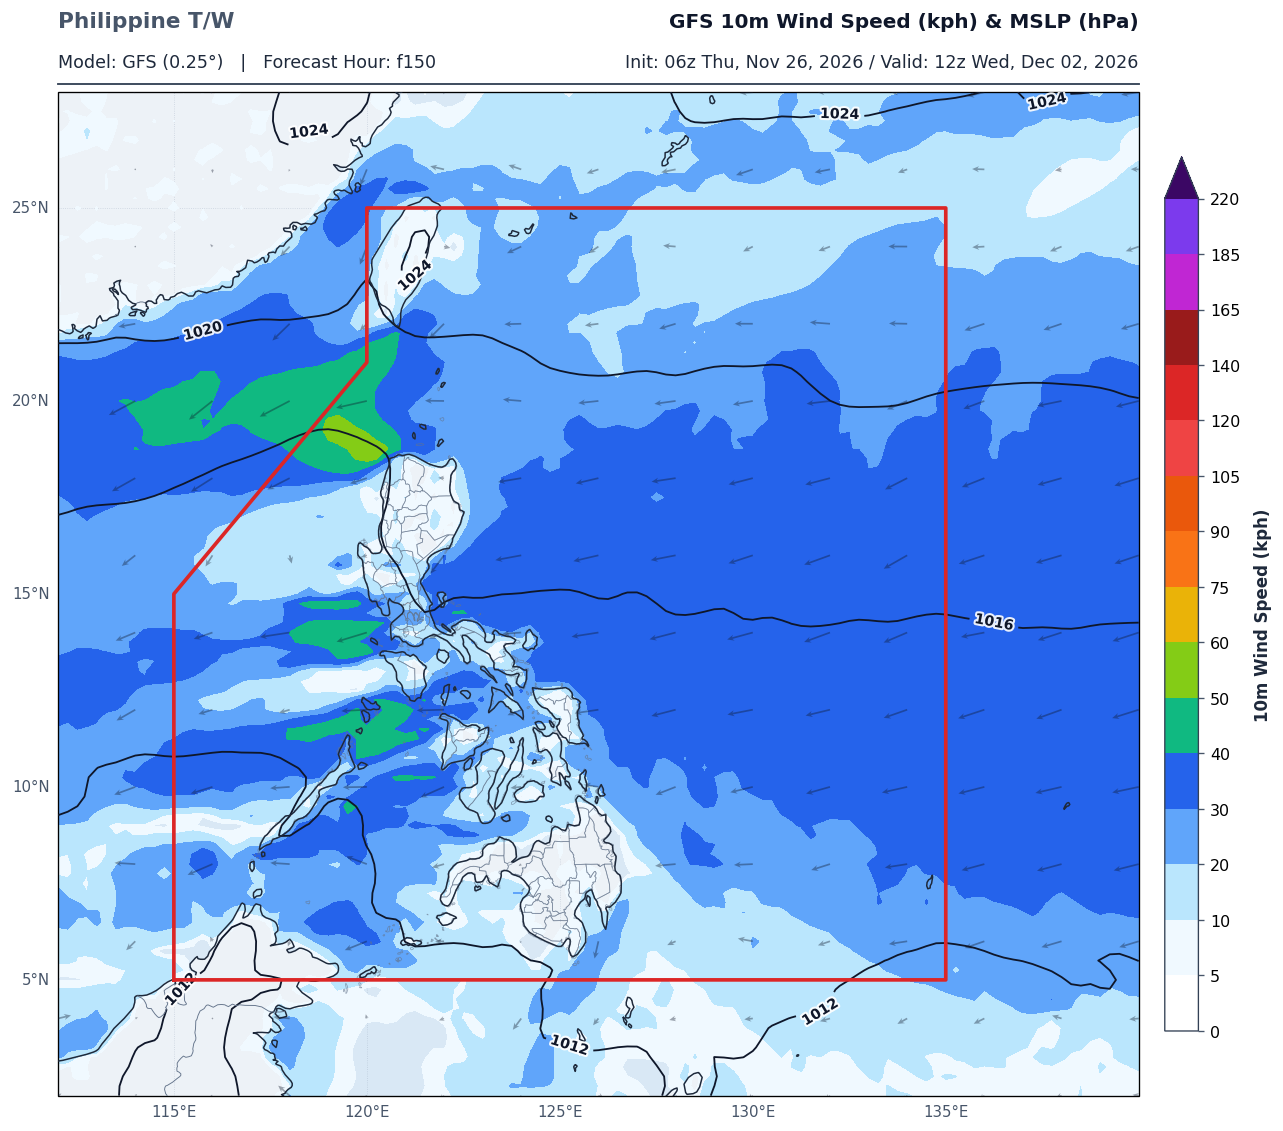 Philippine T/W
GFS 10m Wind Speed (kph) & MSLP (hPa)
Model: GFS (0.25°)   |   Forecast Hour: f150
Init: 06z Thu, Nov 26, 2026 / Valid: 12z Wed, Dec 02, 2026
1024
1024
1024
1024
1020
1016
1012
1012
1012
25°N
20°N
15°N
10°N
5°N
115°E
120°E
125°E
130°E
135°E
220
185
165
140
120
105
90
75
60
50
40
30
20
10
5
0
10m Wind Speed (kph)